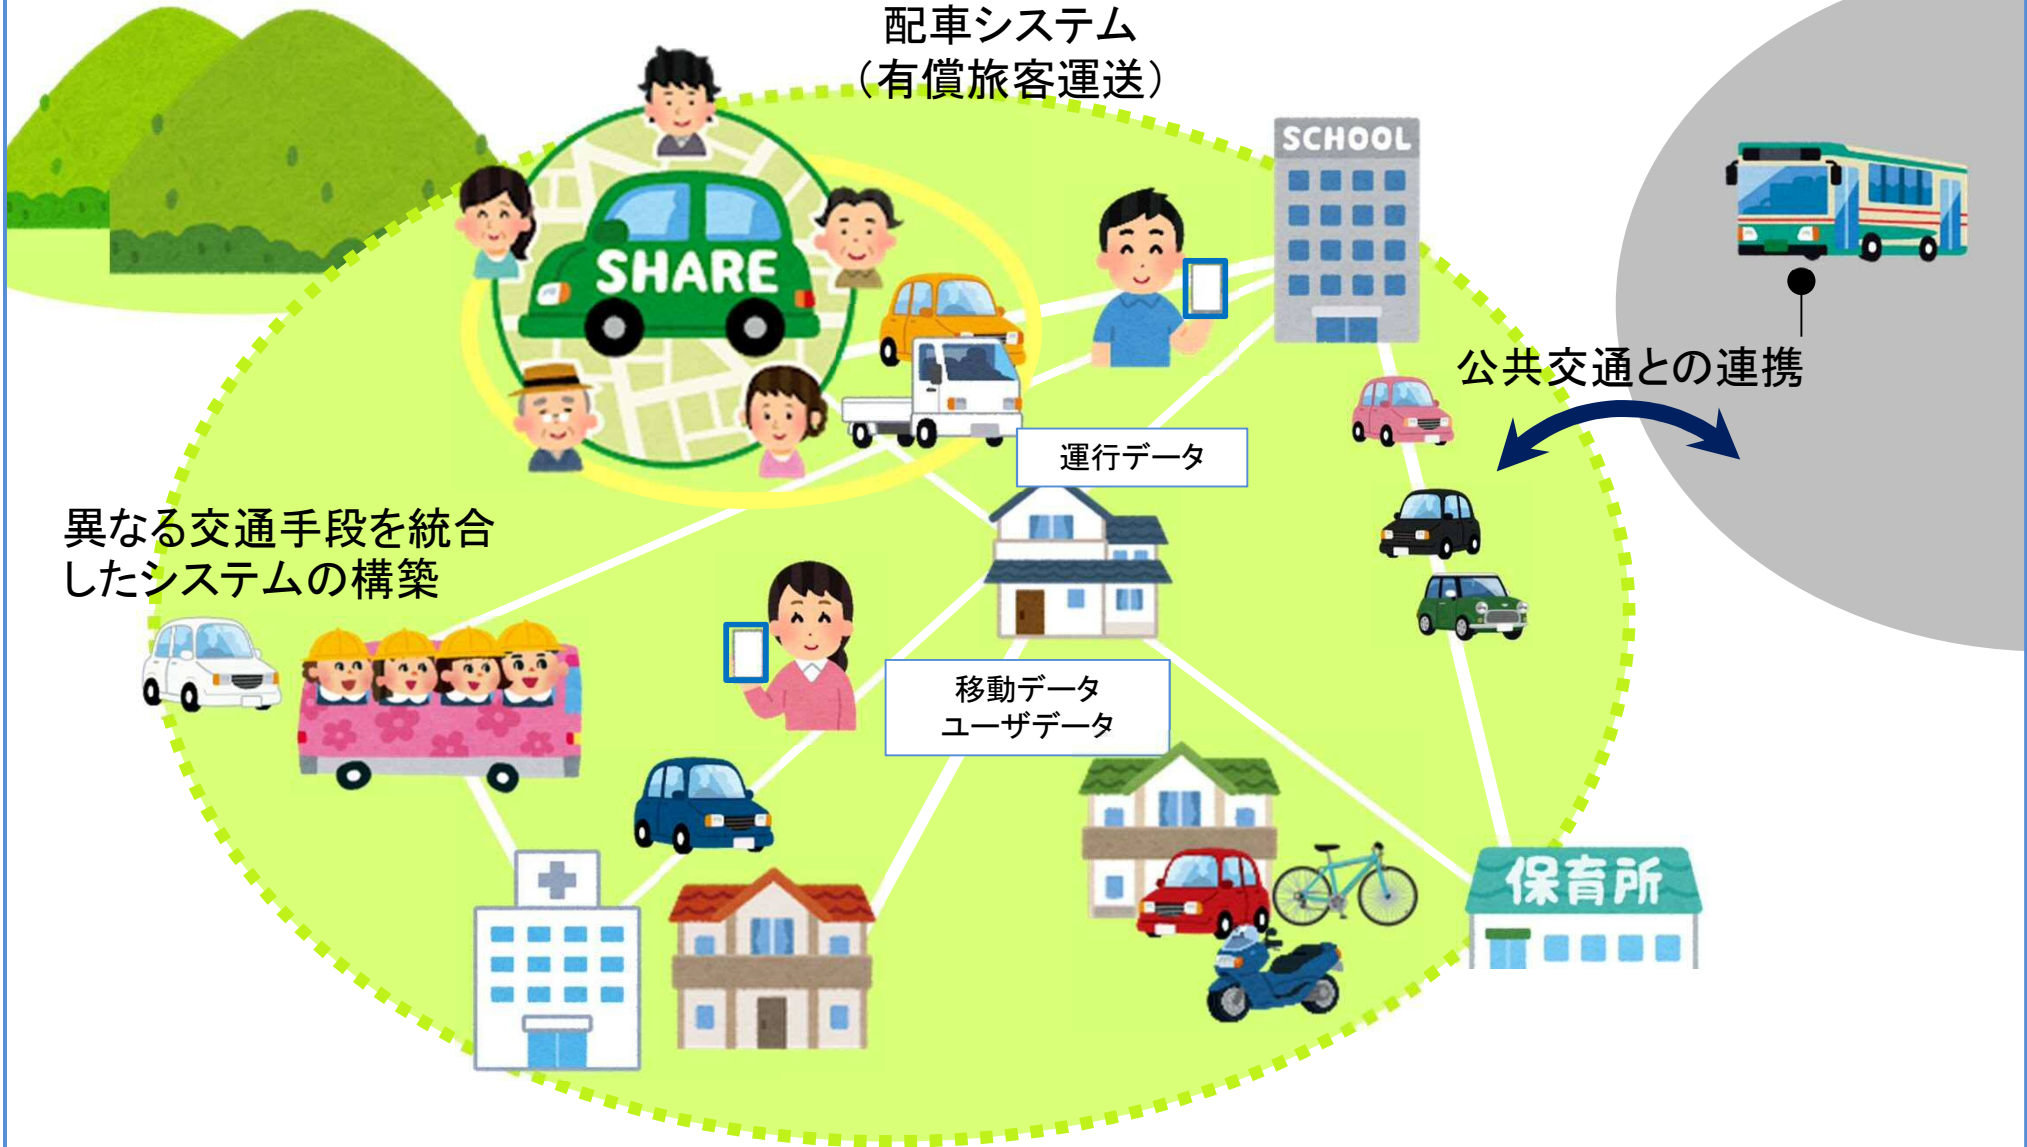 配車システム
（有償旅客運送）
SCHOOL
SHARE
公共交通との連携
運行データ
異なる交通手段を統合
したシステムの構築
移動データ
ユーザデータ
保育所